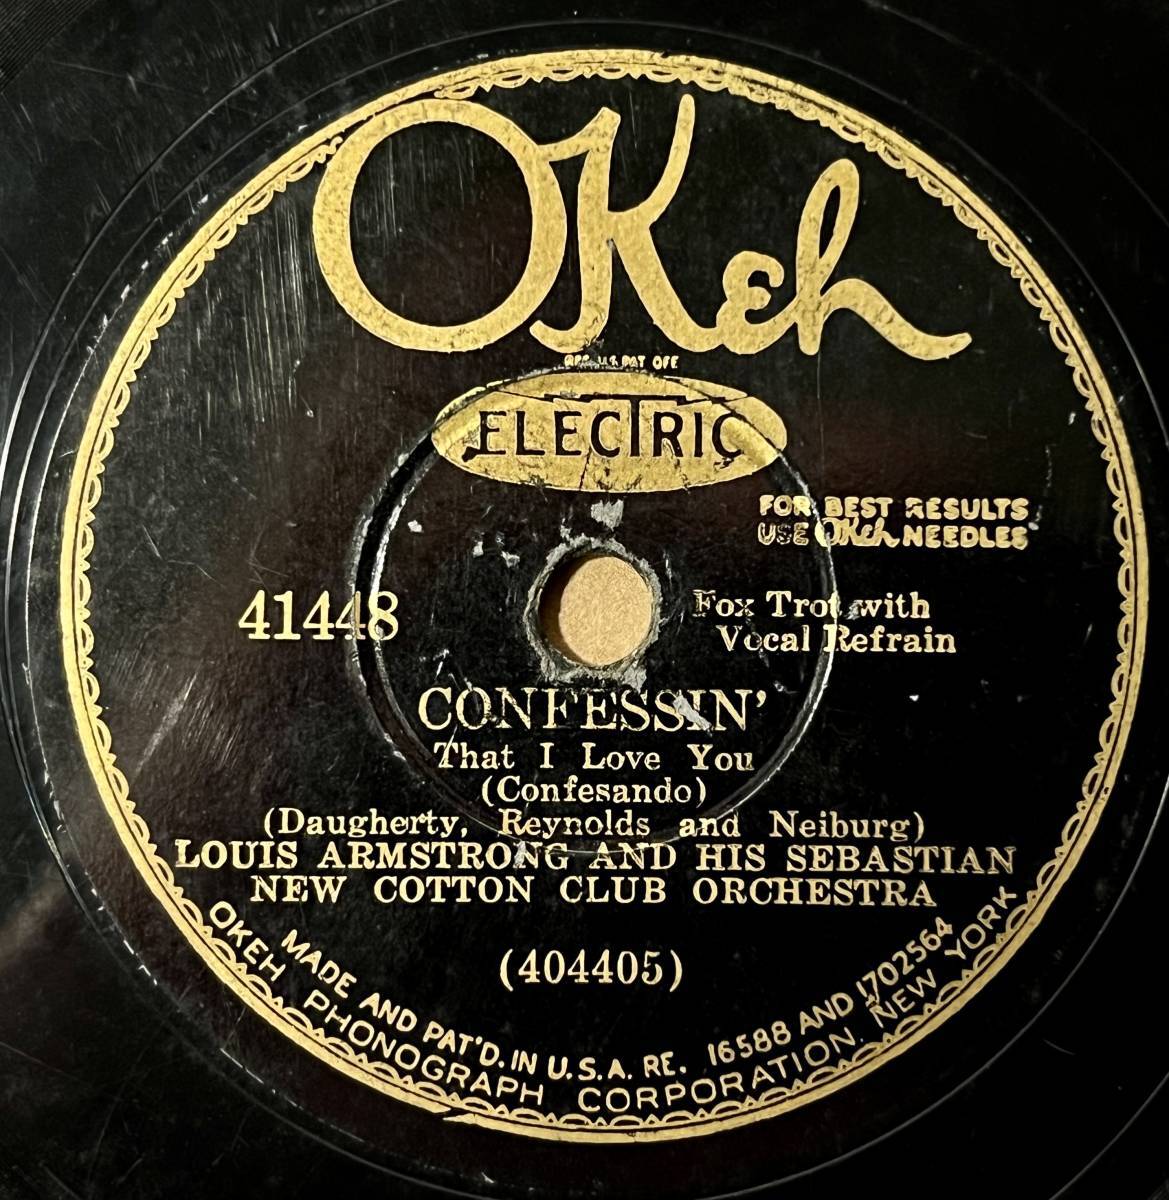 OKeh
REG. U.S. PAT OFF
ELECTRIC
FOR BEST RESULTS
USE OKeh NEEDLES
41448
Fox Trot with
Vocal Refrain
CONFESSIN'
That I Love You
(Confesando)
(Daugherty, Reynolds and Neiburg)
LOUIS ARMSTRONG AND HIS SEBASTIAN
NEW COTTON CLUB ORCHESTRA
(404405)
MADE AND PAT'D. IN U.S.A. RE. 16588 AND 1702564
OKEH PHONOGRAPH CORPORATION NEW YORK